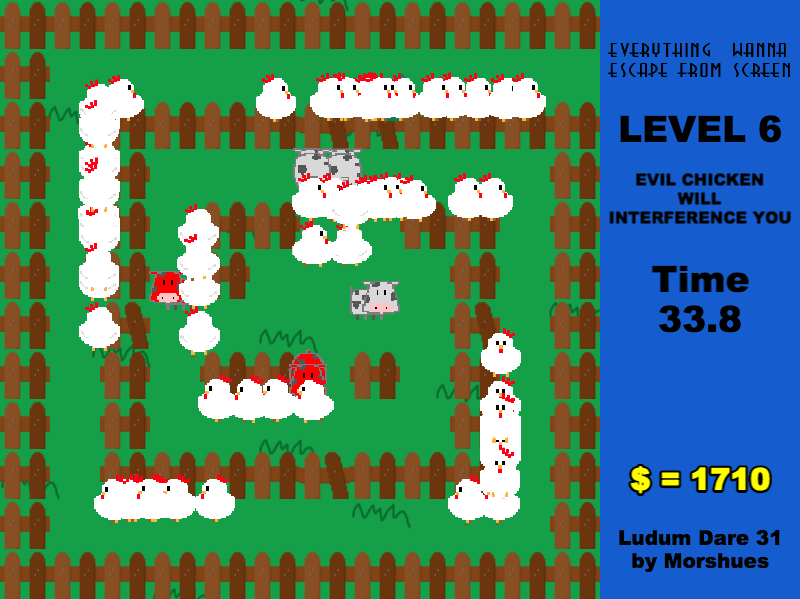 EVERYTHING WANNA
ESCAPE FROM SCREEN
LEVEL 6
EVIL CHICKEN
WILL
INTERFERENCE YOU
Time
33.8
$ = 1710
Ludum Dare 31
by Morshues